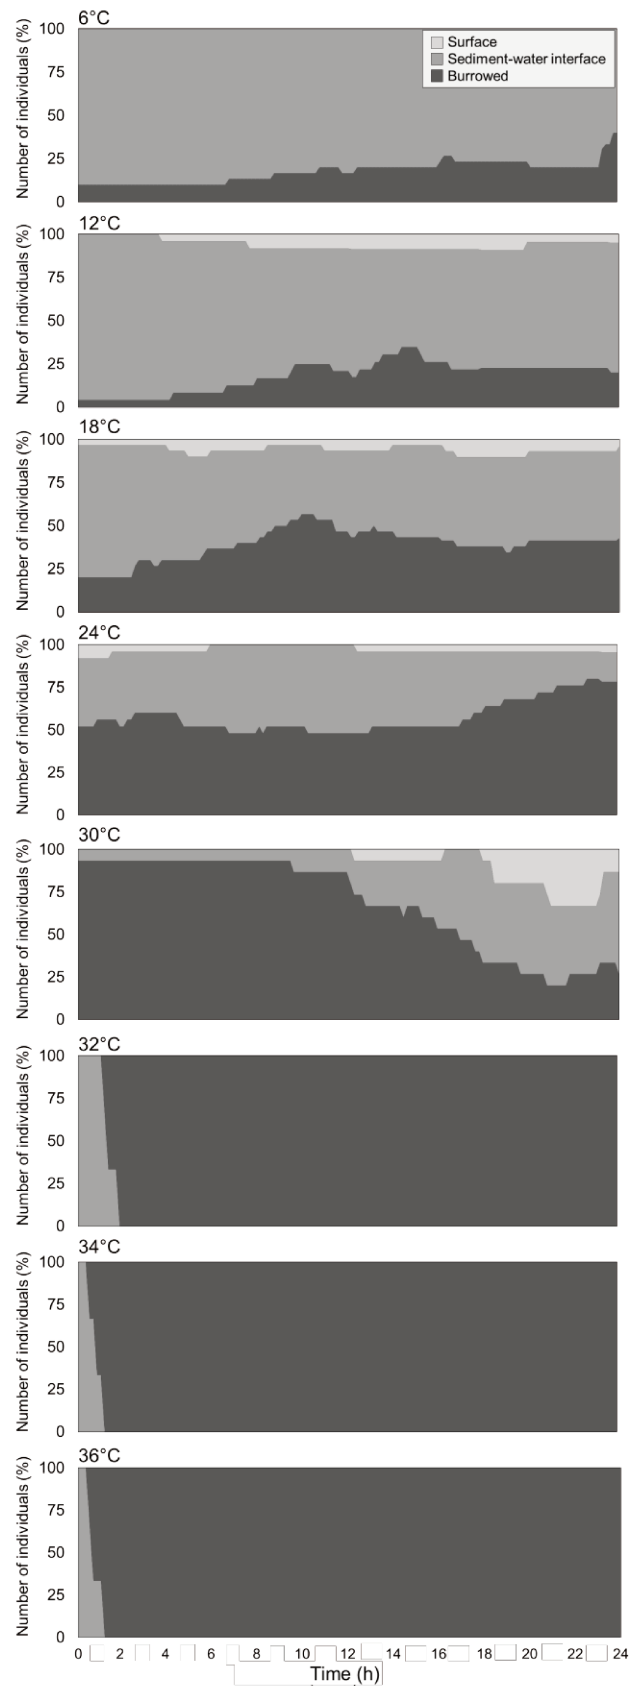 6°C
Number of individuals (%)
100
75
50
25
0
Surface
Sediment-water interface
Burrowed
12°C
Number of individuals (%)
100
75
50
25
0
18°C
Number of individuals (%)
100
75
50
25
0
24°C
Number of individuals (%)
100
75
50
25
0
30°C
Number of individuals (%)
100
75
50
25
0
32°C
Number of individuals (%)
100
75
50
25
0
34°C
Number of individuals (%)
100
75
50
25
0
36°C
Number of individuals (%)
100
75
50
25
0
0 2 4 6 8 10 12 14 16 18 20 22 24
Time (h)